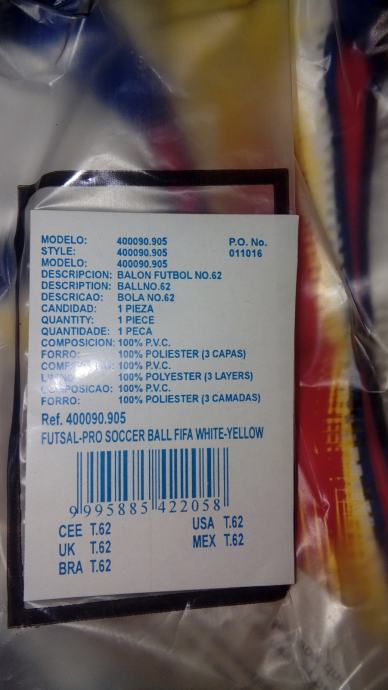 MODELO: 400090.905 P.O. No.
STYLE: 400090.905 011016
MODELO: 400090.905
DESCRIPCION: BALON FUTBOL NO.62
DESCRIPTION: BALLNO.62
DESCRICAO: BOLA NO.62
CANDIDAD: 1 PIEZA
QUANTITY: 1 PIECE
QUANTIDADE: 1 PECA
COMPOSICION: 100% P.V.C.
FORRO: 100% POLIESTER (3 CAPAS)
100% P.V.C.
100% POLYESTER (3 LAYERS)
100% P.V.C.
FORRO: 100% POLIESTER (3 CAMADAS)
Ref. 400090.905
FUTSAL-PRO SOCCER BALL FIFA WHITE-YELLOW
9 995885 422058
CEE T.62 USA T.62
UK T.62 MEX T.62
BRA T.62